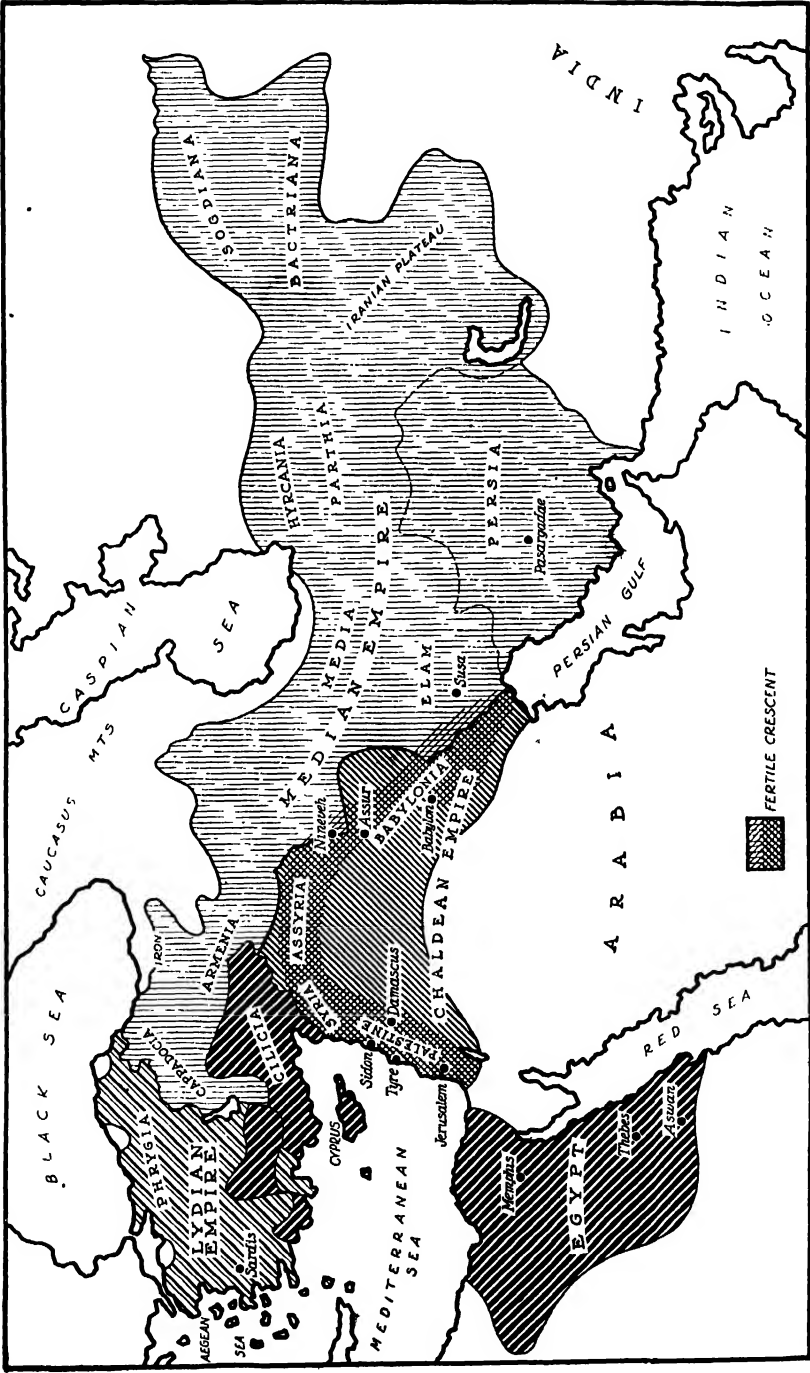 BLACK SEA
CAUCASUS MTS
CASPIAN
SEA
SOGDIANA
BACTRIANA
INDIA
IRANIAN PLATEAU
HYRCANIA
PARTHIA
MEDIA
MEDIAN EMPIRE
PERSIA
Pasargadae
ELAM
Susa
IRON
ARMENIA
CAPPADOCIA
PHRYGIA
LYDIAN
EMPIRE
Sardis
AEGEAN
SEA
CILICIA
CYPRUS
ASSYRIA
Nineveh
Assur
SYRIA
BABYLONIA
Babylon
CHALDEAN EMPIRE
PALESTINE
Damascus
Sidon
Tyre
Jerusalem
MEDITERRANEAN
SEA
EGYPT
Memphis
Thebes
Aswan
RED SEA
ARABIA
PERSIAN GULF
INDIAN
OCEAN
FERTILE CRESCENT